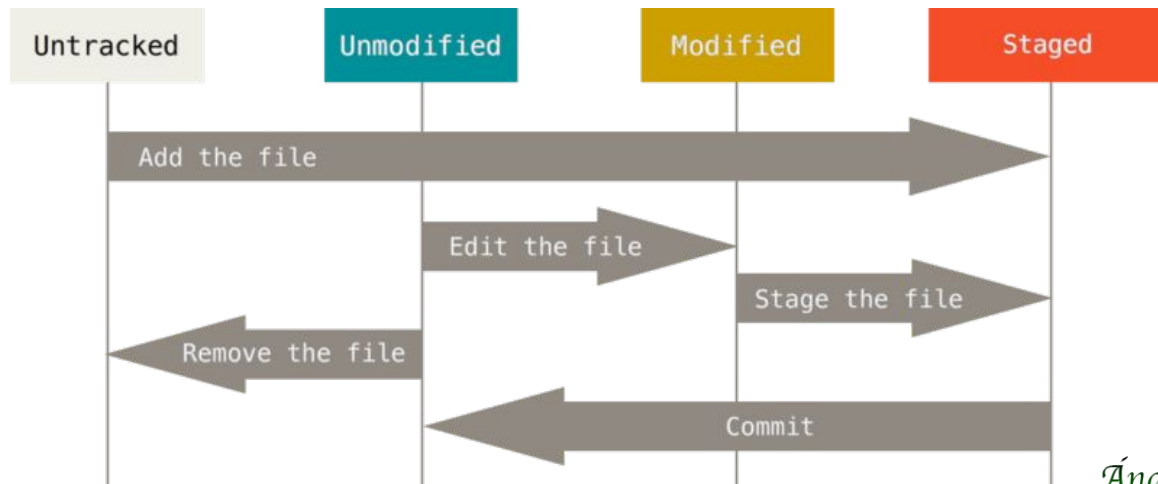 Untracked
Unmodified
Modified
Staged
Add the file
Edit the file
Stage the file
Remove the file
Commit